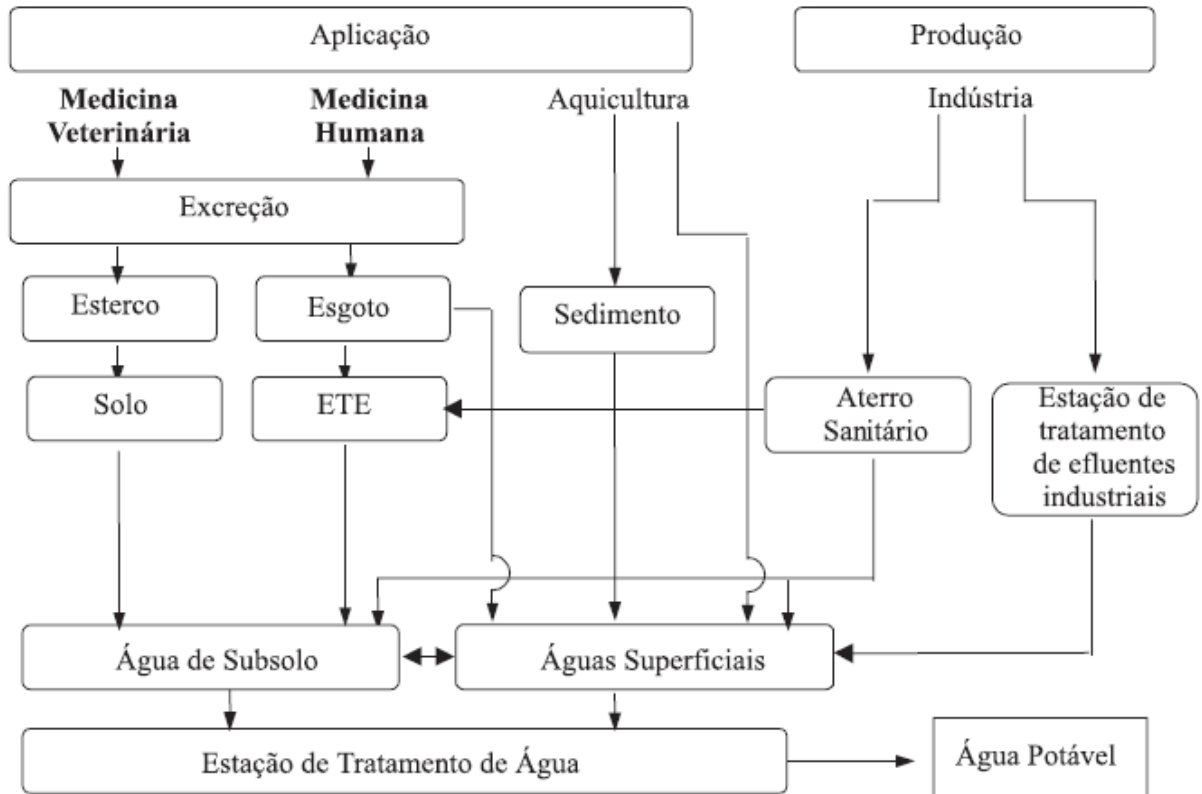 Aplicação
Produção
Medicina
Veterinária
Medicina
Humana
Aquicultura
Indústria
Excreção
Esterco
Esgoto
Sedimento
Solo
ETE
Aterro
Sanitário
Estação de
tratamento
de efluentes
industriais
Água de Subsolo
Águas Superficiais
Estação de Tratamento de Água
Água Potável